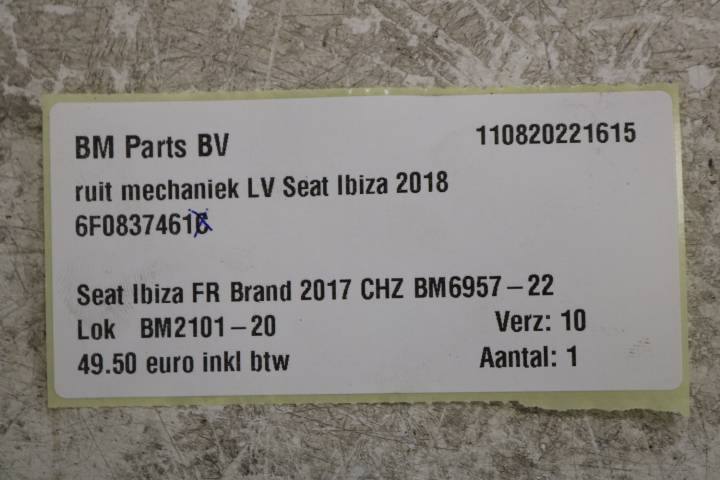 BM Parts BV 110820221615
ruit mechaniek LV Seat Ibiza 2018
6F0837461
Seat Ibiza FR Brand 2017 CHZ BM6957-22
Lok BM2101-20 Verz: 10
49.50 euro inkl btw Aantal: 1